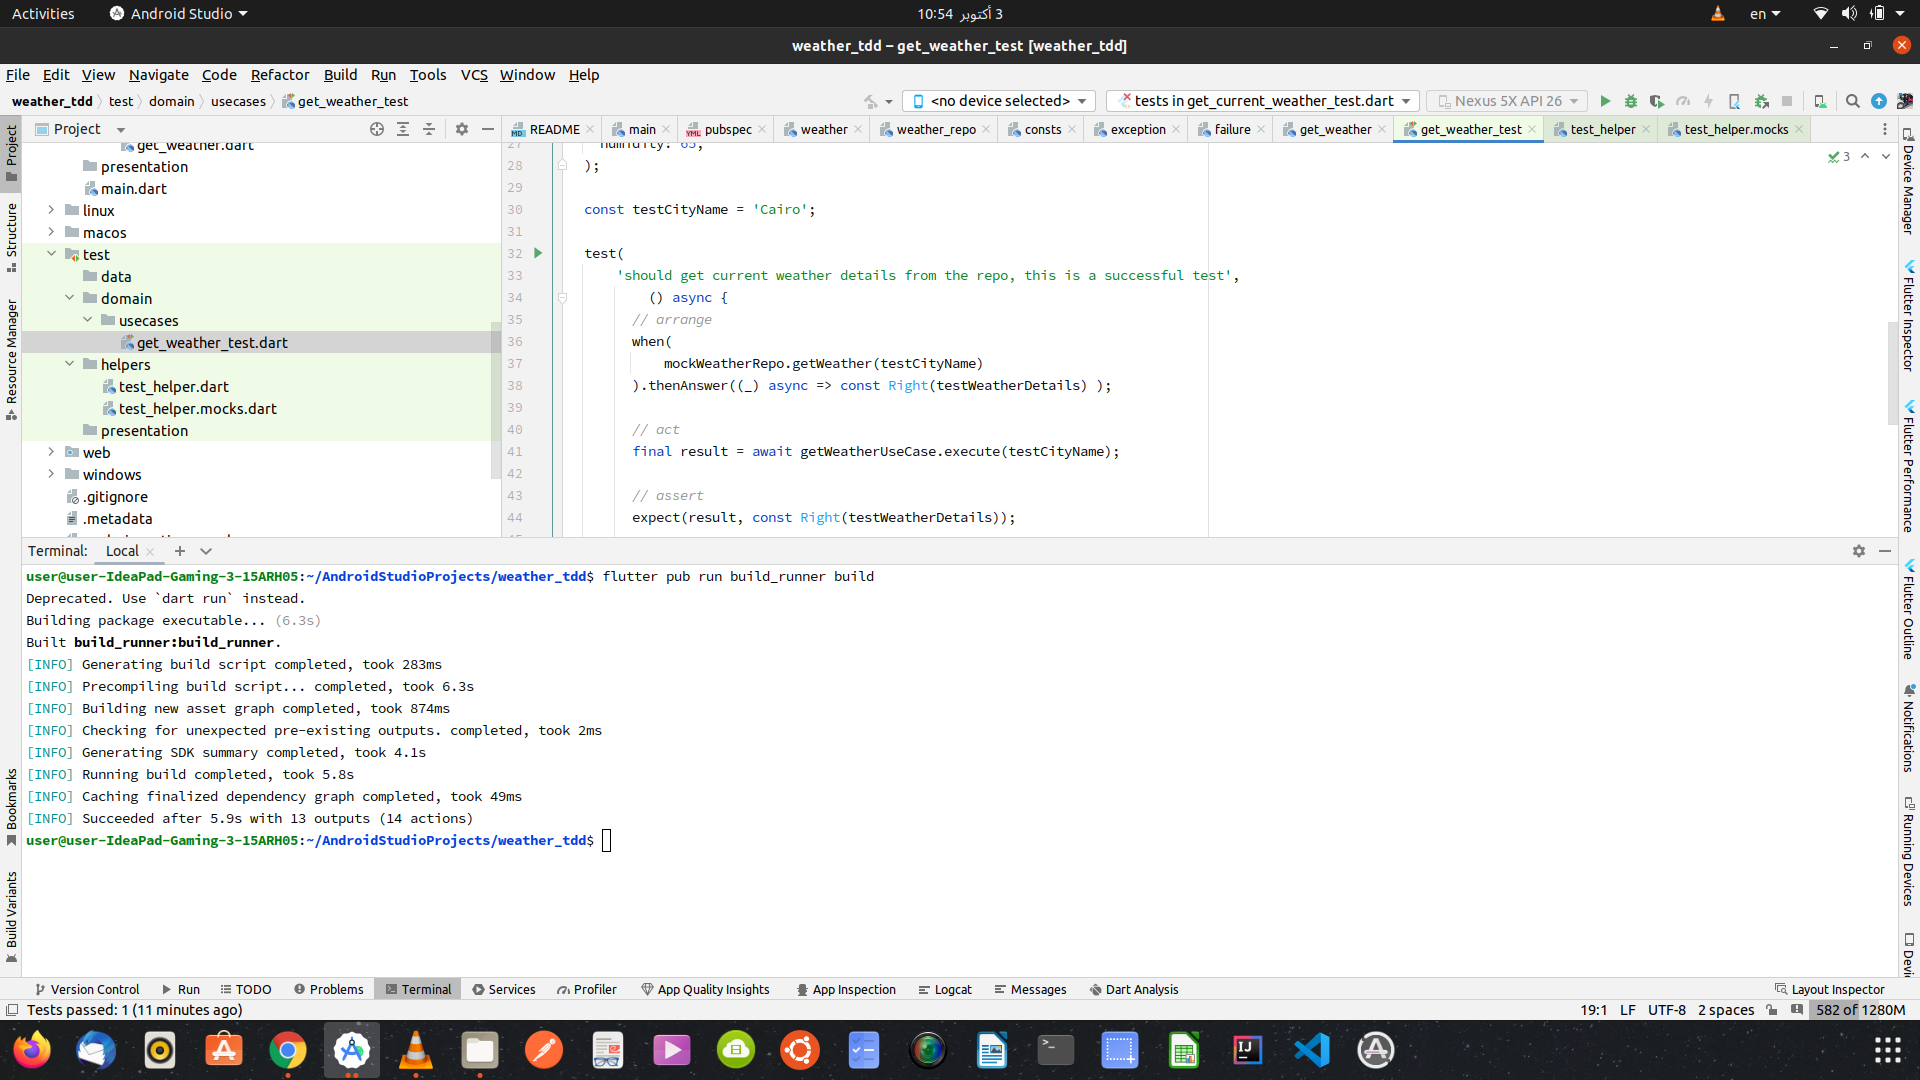 Activities
Android Studio
3 أكتوبر 10:54
en
weather_tdd – get_weather_test [weather_tdd]
File Edit View Navigate Code Refactor Build Run Tools VCS Window Help
weather_tdd test domain usecases get_weather_test
<no device selected>
tests in get_current_weather_test.dart
Nexus 5X API 26
Project
README
main
pubspec
weather
weather_repo
consts
exception
failure
get_weather
get_weather_test
test_helper
test_helper.mocks
Project
Structure
Resource Manager
Bookmarks
Build Variants
get_weather.dart
presentation
main.dart
linux
macos
test
data
domain
usecases
get_weather_test.dart
helpers
test_helper.dart
test_helper.mocks.dart
presentation
web
windows
.gitignore
.metadata
27 humidity: 65,
28 );
29
30 const testCityName = 'Cairo';
31
32 test(
33 'should get current weather details from the repo, this is a successful test',
34 () async {
35 // arrange
36 when(
37 mockWeatherRepo.getWeather(testCityName)
38 ).thenAnswer((_) async => const Right(testWeatherDetails) );
39
40 // act
41 final result = await getWeatherUseCase.execute(testCityName);
42
43 // assert
44 expect(result, const Right(testWeatherDetails));
3
Device Manager
Flutter Inspector
Flutter Performance
Flutter Outline
Notifications
Running Devices
Devi
Terminal: Local
user@user-IdeaPad-Gaming-3-15ARH05:~/AndroidStudioProjects/weather_tdd$ flutter pub run build_runner build
Deprecated. Use `dart run` instead.
Building package executable... (6.3s)
Built build_runner:build_runner.
[INFO] Generating build script completed, took 283ms
[INFO] Precompiling build script... completed, took 6.3s
[INFO] Building new asset graph completed, took 874ms
[INFO] Checking for unexpected pre-existing outputs. completed, took 2ms
[INFO] Generating SDK summary completed, took 4.1s
[INFO] Running build completed, took 5.8s
[INFO] Caching finalized dependency graph completed, took 49ms
[INFO] Succeeded after 5.9s with 13 outputs (14 actions)
user@user-IdeaPad-Gaming-3-15ARH05:~/AndroidStudioProjects/weather_tdd$
Version Control Run TODO Problems Terminal Services Profiler App Quality Insights App Inspection Logcat Messages Dart Analysis Layout Inspector
Tests passed: 1 (11 minutes ago)
19:1 LF UTF-8 2 spaces 582 of 1280M